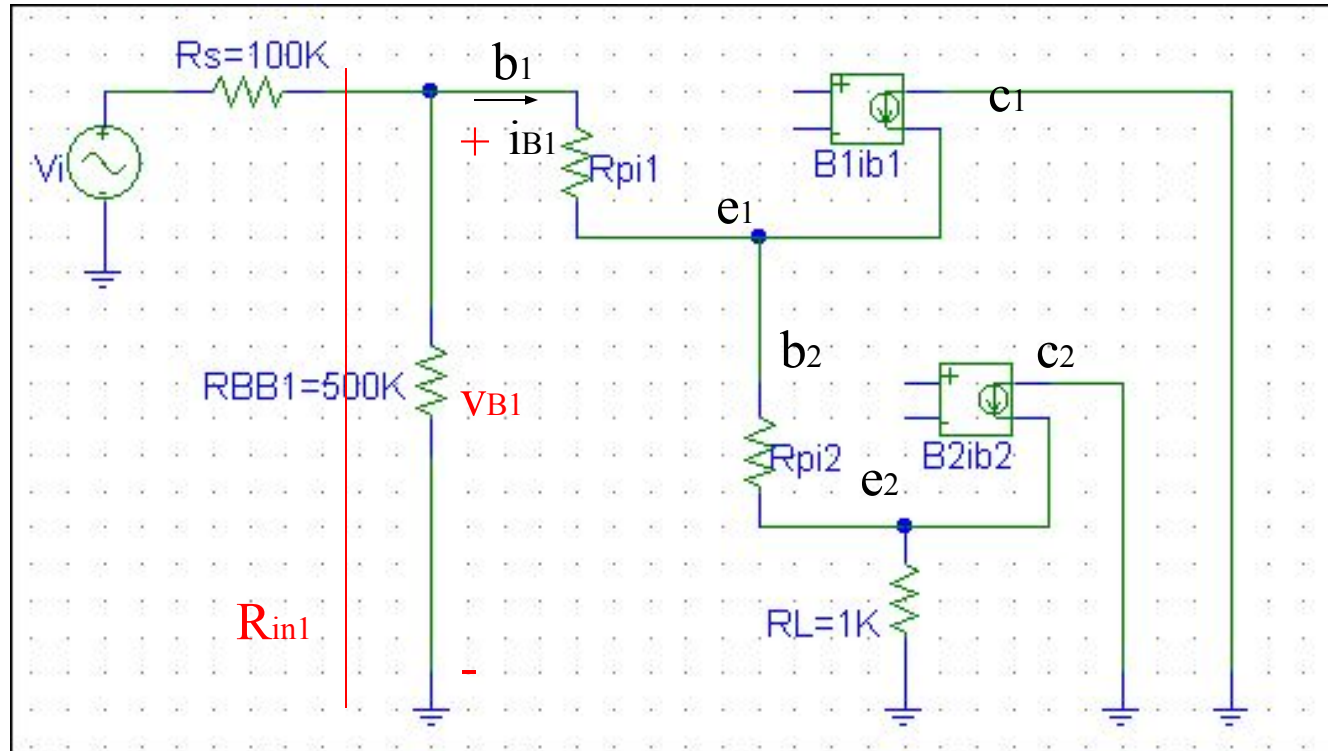 Rs=100K
b1
c1
+
-
B1ib1
Vi
+
-
+
iB1
Rpi1
e1
RBB1=500K
vB1
b2
c2
+
-
Rpi2
B2ib2
e2
Rin1
RL=1K
-